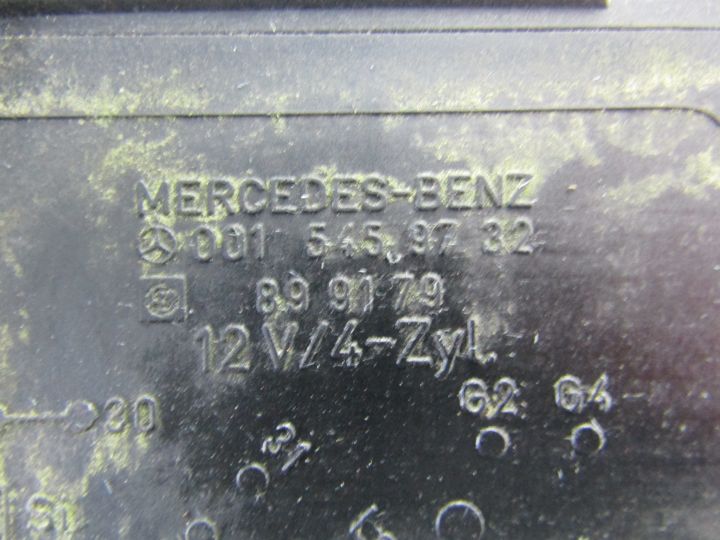 MERCEDES-BENZ
001 545 97 32
89 91 79
12 V/4-Zyl.
G2 G4
30
31